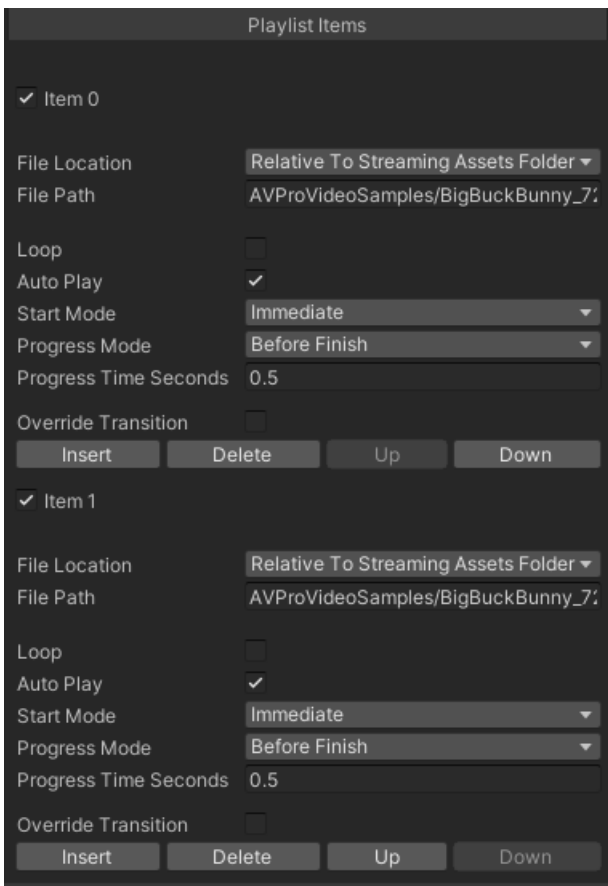 Playlist Items
Item 0
File Location Relative To Streaming Assets Folder
File Path AVProVideoSamples/BigBuckBunny_72
Loop
Auto Play
Start Mode Immediate
Progress Mode Before Finish
Progress Time Seconds 0.5
Override Transition
Insert Delete Up Down
Item 1
File Location Relative To Streaming Assets Folder
File Path AVProVideoSamples/BigBuckBunny_72
Loop
Auto Play
Start Mode Immediate
Progress Mode Before Finish
Progress Time Seconds 0.5
Override Transition
Insert Delete Up Down